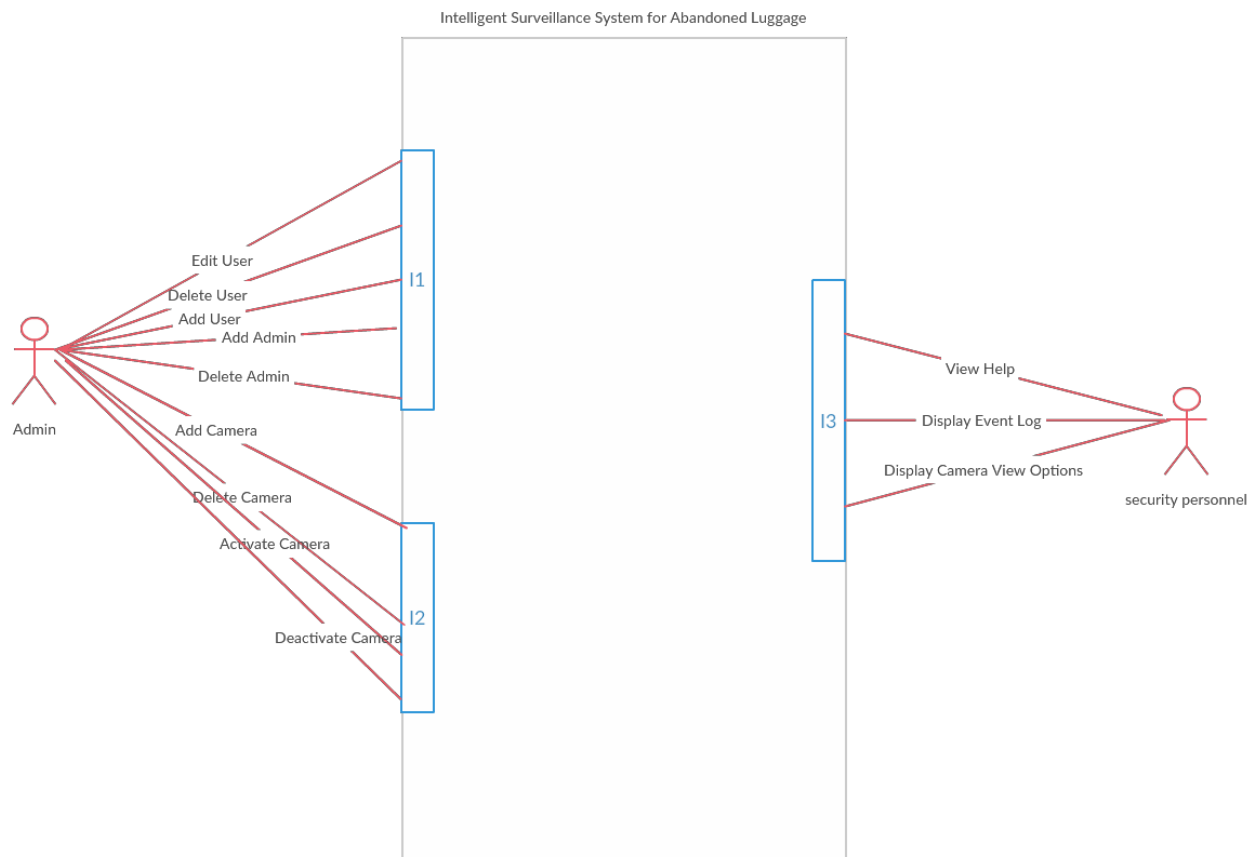 Intelligent Surveillance System for Abandoned Luggage
Edit User
Delete User
Add User
Add Admin
Delete Admin
Add Camera
Delete Camera
Activate Camera
Deactivate Camera
Admin
I1
I2
I3
View Help
Display Event Log
Display Camera View Options
security personnel